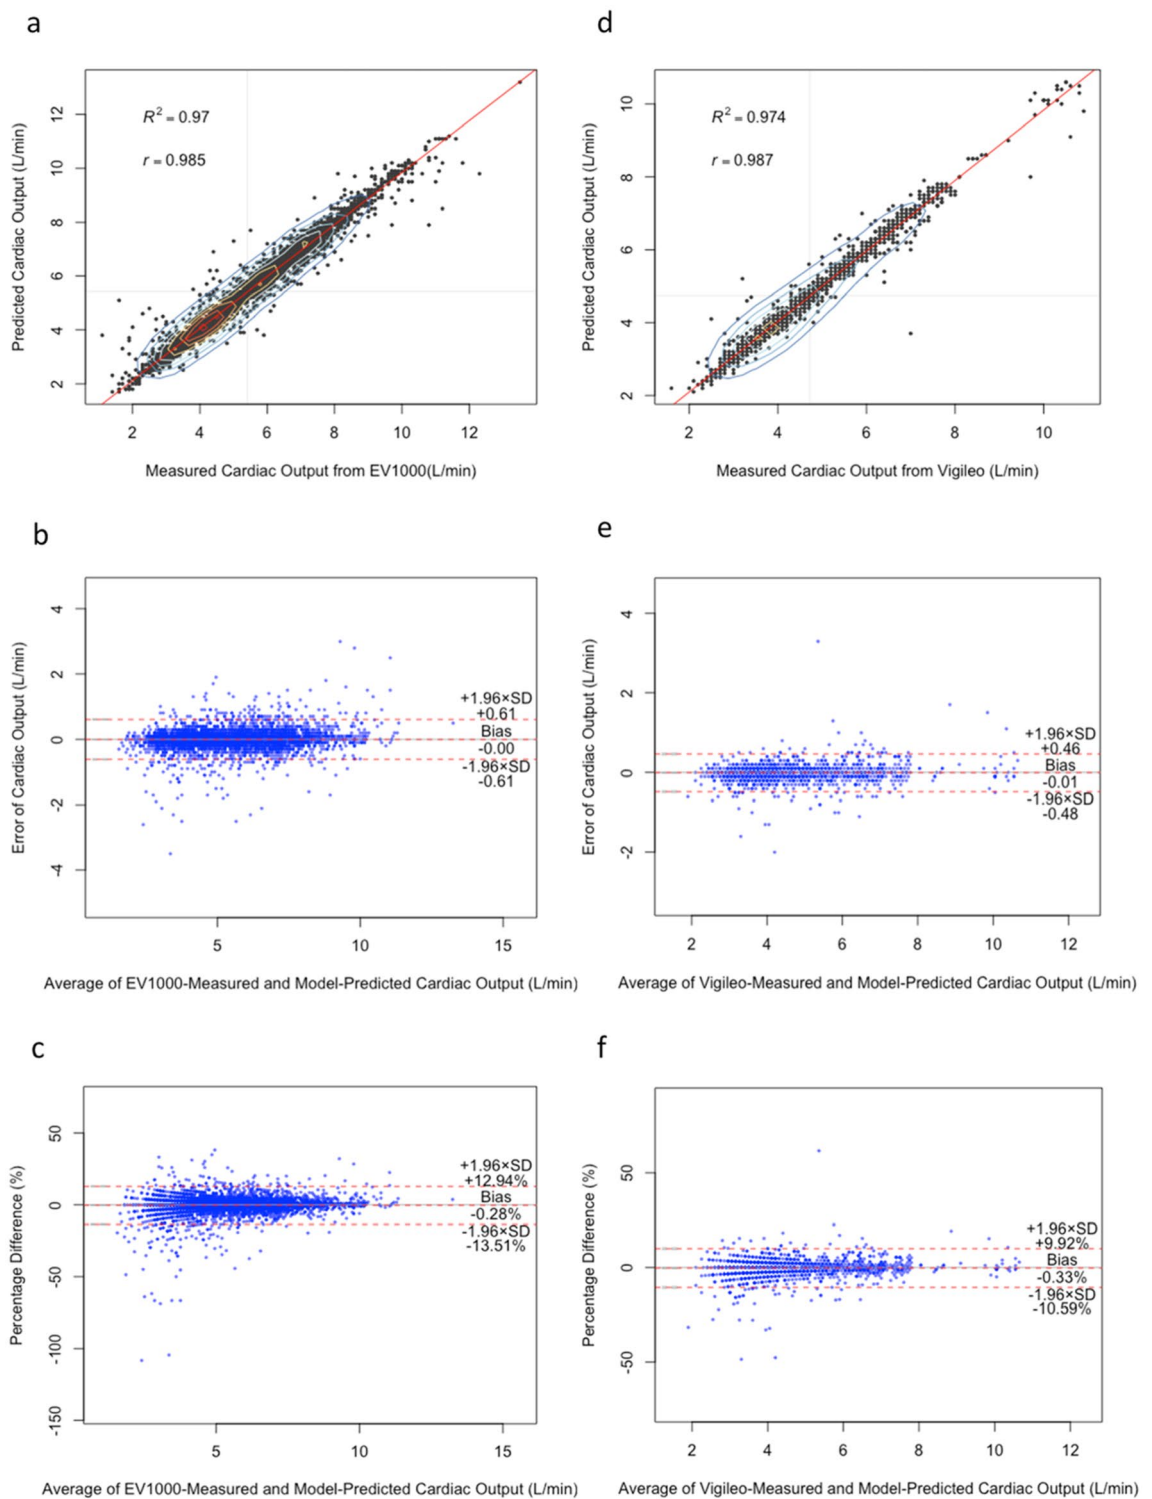 a
R² = 0.97
r = 0.985
Predicted Cardiac Output (L/min)
12
10
8
6
4
2
2 4 6 8 10 12
Measured Cardiac Output from EV1000(L/min)
d
R² = 0.974
r = 0.987
Predicted Cardiac Output (L/min)
10
8
6
4
2
2 4 6 8 10
Measured Cardiac Output from Vigileo (L/min)
b
Error of Cardiac Output (L/min)
4
2
0
-2
-4
+1.96×SD
+0.61
Bias
-0.00
-1.96×SD
-0.61
5 10 15
Average of EV1000-Measured and Model-Predicted Cardiac Output (L/min)
e
Error of Cardiac Output (L/min)
4
2
0
-2
+1.96×SD
+0.46
Bias
-0.01
-1.96×SD
-0.48
2 4 6 8 10 12
Average of Vigileo-Measured and Model-Predicted Cardiac Output (L/min)
c
Percentage Difference (%)
50
0
-50
-100
-150
+1.96×SD
+12.94%
Bias
-0.28%
-1.96×SD
-13.51%
5 10 15
Average of EV1000-Measured and Model-Predicted Cardiac Output (L/min)
f
Percentage Difference (%)
50
0
-50
+1.96×SD
+9.92%
Bias
-0.33%
-1.96×SD
-10.59%
2 4 6 8 10 12
Average of Vigileo-Measured and Model-Predicted Cardiac Output (L/min)